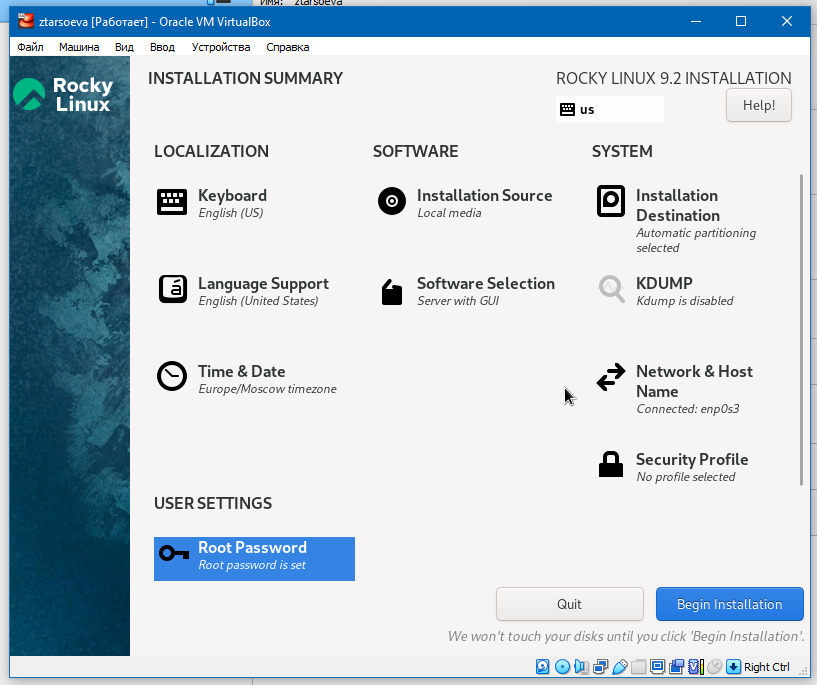 Имя: ztarsoeva
ztarsoeva [Работает] - Oracle VM VirtualBox
Файл Машина Вид Ввод Устройства Справка
Rocky
Linux
INSTALLATION SUMMARY
ROCKY LINUX 9.2 INSTALLATION
us
Help!
LOCALIZATION
SOFTWARE
SYSTEM
Keyboard
English (US)
Installation Source
Local media
Installation
Destination
Automatic partitioning
selected
Language Support
English (United States)
Software Selection
Server with GUI
KDUMP
Kdump is disabled
Time & Date
Europe/Moscow timezone
Network & Host
Name
Connected: enp0s3
Security Profile
No profile selected
USER SETTINGS
Root Password
Root password is set
Quit
Begin Installation
We won't touch your disks until you click 'Begin Installation'.
Right Ctrl